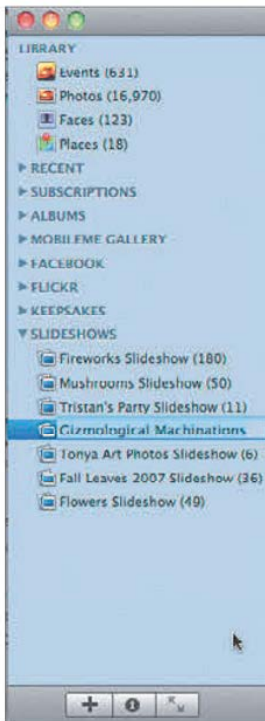 LIBRARY
Events (631)
Photos (16,970)
Faces (123)
Places (18)
RECENT
SUBSCRIPTIONS
ALBUMS
MOBILEME GALLERY
FACEBOOK
FLICKR
KEEPSAKES
SLIDESHOWS
Fireworks Slideshow (180)
Mushrooms Slideshow (50)
Tristan's Party Slideshow (11)
Gizmological Machinations
Tonya Art Photos Slideshow (6)
Fall Leaves 2007 Slideshow (36)
Flowers Slideshow (49)